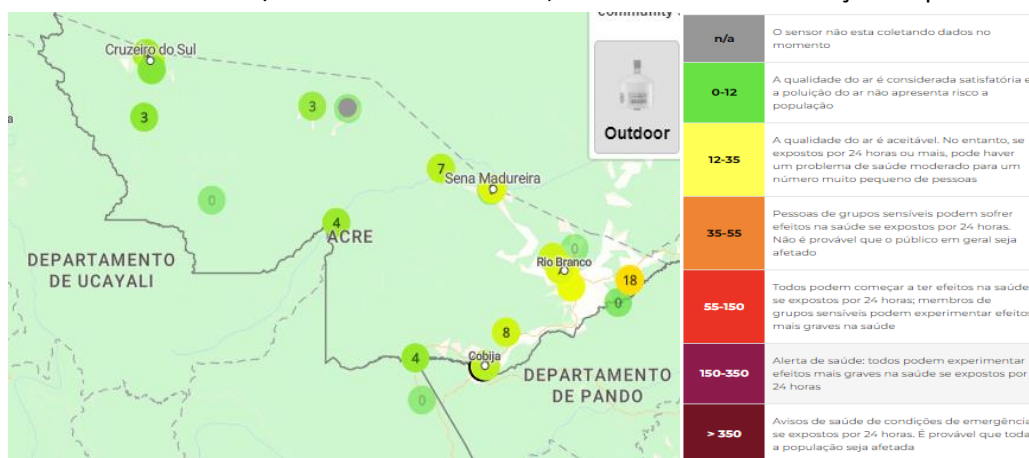 community
Outdoor
Cruzeiro do Sul
3
3
7
Sena Madureira
0
4
ACRE
DEPARTAMENTO
DE UCAYALI
0
Rio Branco
18
0
8
4
Cobija
DEPARTAMENTO
DE PANDO
0
n/a
O sensor não esta coletando dados no
momento
0-12
A qualidade do ar é considerada satisfatória e
a poluição do ar não apresenta risco a
população
12-35
A qualidade do ar é aceitável. No entanto, se
expostos por 24 horas ou mais, pode haver
um problema de saúde moderado para um
número muito pequeno de pessoas
35-55
Pessoas de grupos sensíveis podem sofrer
efeitos na saúde se expostos por 24 horas.
Não é provável que o público em geral seja
afetado
55-150
Todos podem começar a ter efeitos na saúde
se expostos por 24 horas; membros de
grupos sensíveis podem experimentar efeitos
mais graves na saúde
150-350
Alerta de saúde: todos podem experimentar
efeitos mais graves na saúde se expostos por
24 horas
> 350
Avisos de saúde de condições de emergência
se expostos por 24 horas. É provável que toda
a população seja afetada